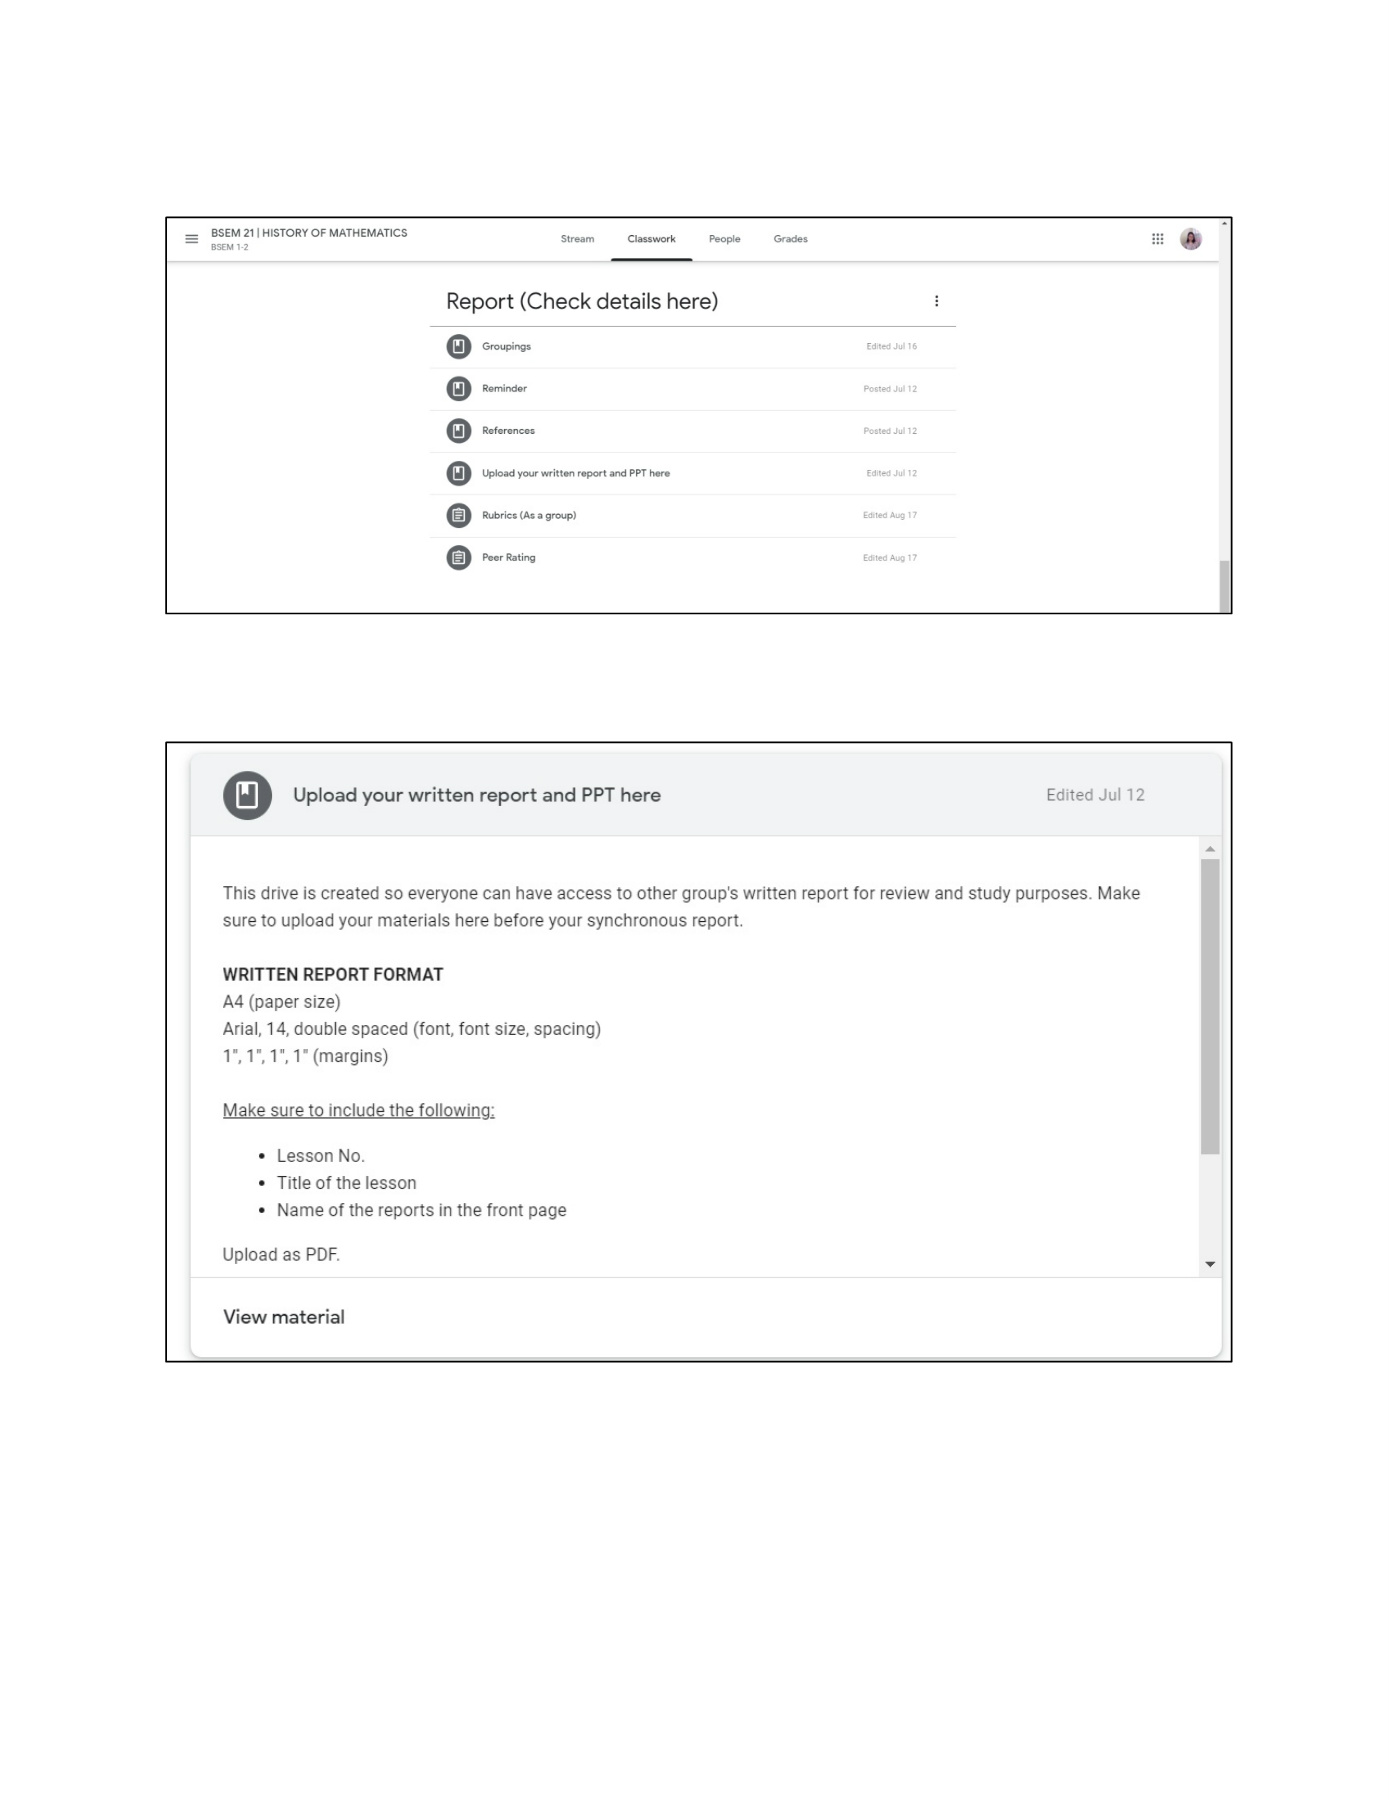 BSEM 21 | HISTORY OF MATHEMATICS
BSEM 1-2
Stream Classwork People Grades
Report (Check details here)
Groupings Edited Jul 16
Reminder Posted Jul 12
References Posted Jul 12
Upload your written report and PPT here Edited Jul 12
Rubrics (As a group) Edited Aug 17
Peer Rating Edited Aug 17
Upload your written report and PPT here Edited Jul 12
This drive is created so everyone can have access to other group's written report for review and study purposes. Make
sure to upload your materials here before your synchronous report.
WRITTEN REPORT FORMAT
A4 (paper size)
Arial, 14, double spaced (font, font size, spacing)
1", 1", 1", 1" (margins)
Make sure to include the following:
• Lesson No.
• Title of the lesson
• Name of the reports in the front page
Upload as PDF.
View material